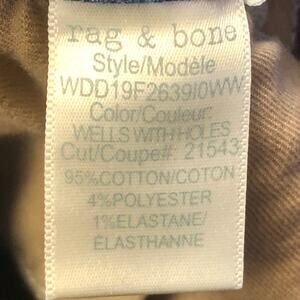 rag & bone
Style/Modèle
WDD19F2639I0WW
Color/Couleur:
WELLS WITH HOLES
Cut/Coupe#: 21543
95%COTTON/COTON
4%POLYESTER
1%ELASTANE/
ÉLASTHANNE